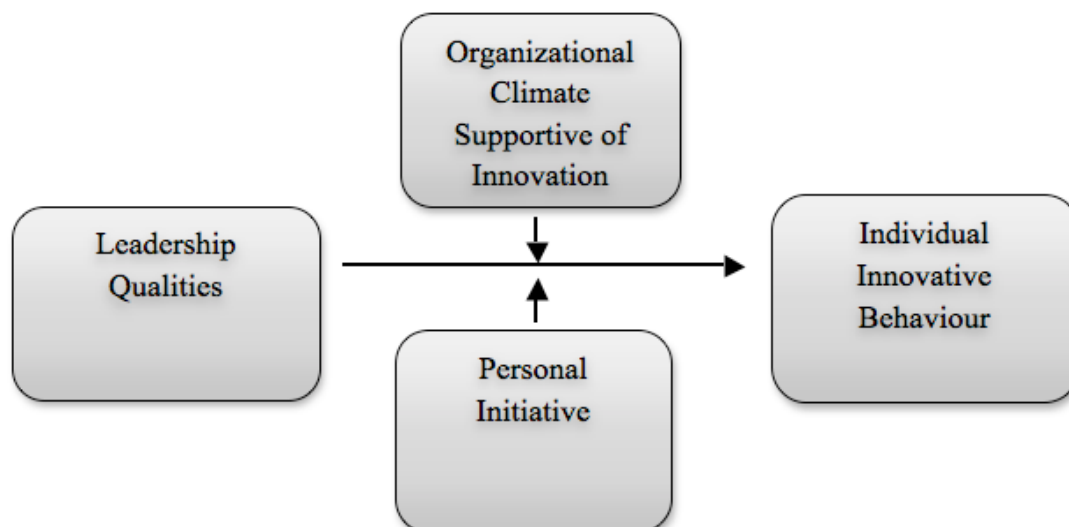 Organizational
Climate
Supportive of
Innovation
Leadership
Qualities
Individual
Innovative
Behaviour
Personal
Initiative